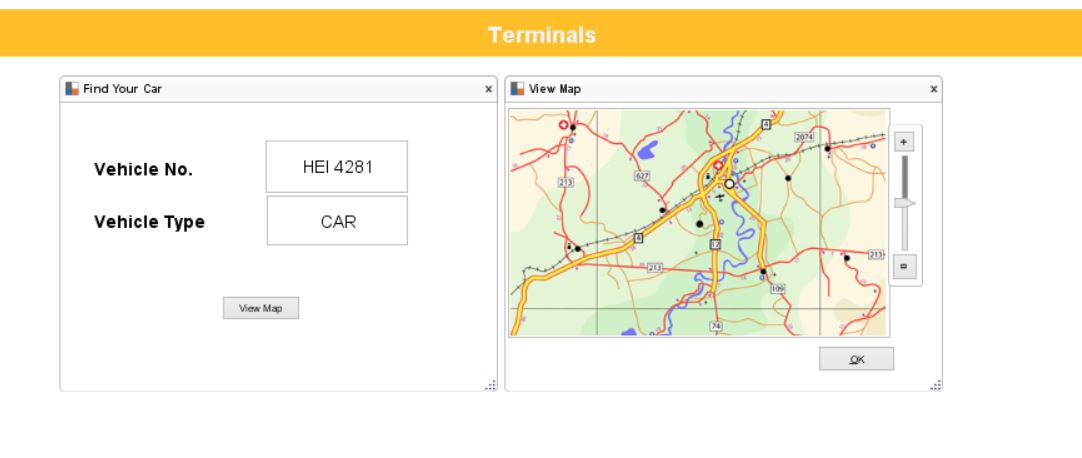 Terminals
Find Your Car x
Vehicle No. HEI 4281
Vehicle Type CAR
View Map
View Map x
4
2074
627
213
4
12
213
213
109
74
+
OK